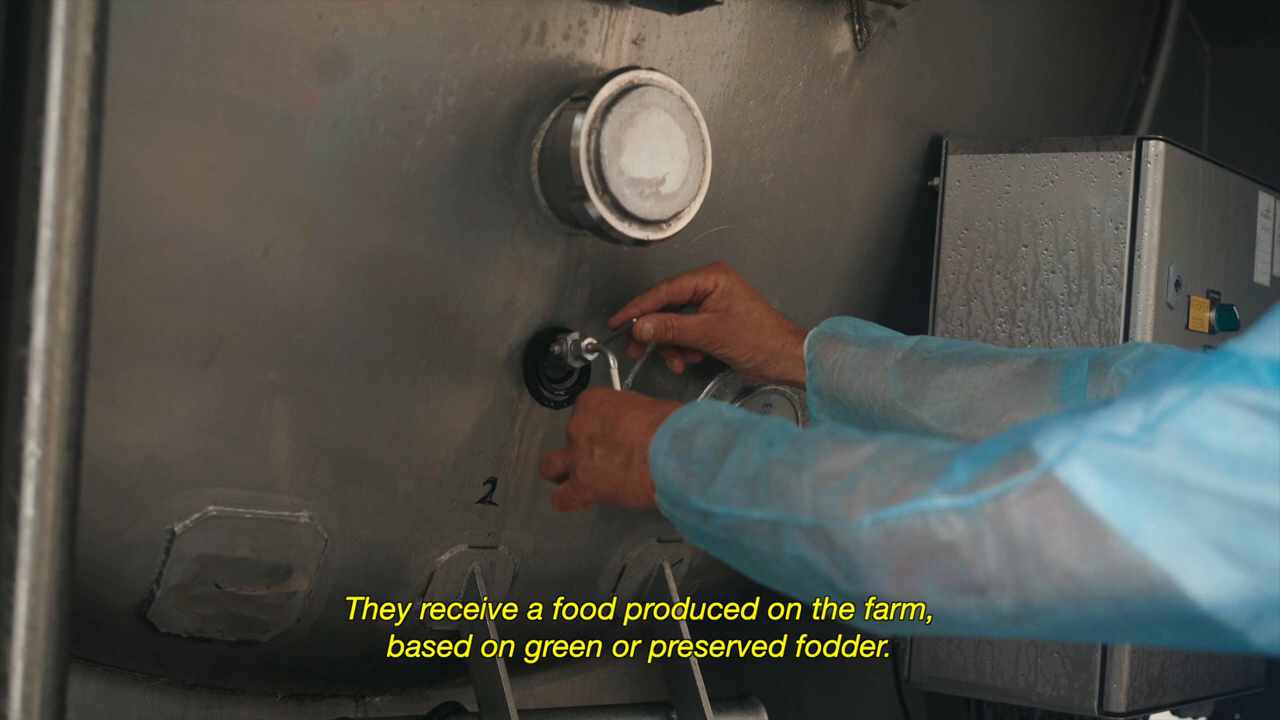 2
They receive a food produced on the farm,
based on green or preserved fodder.